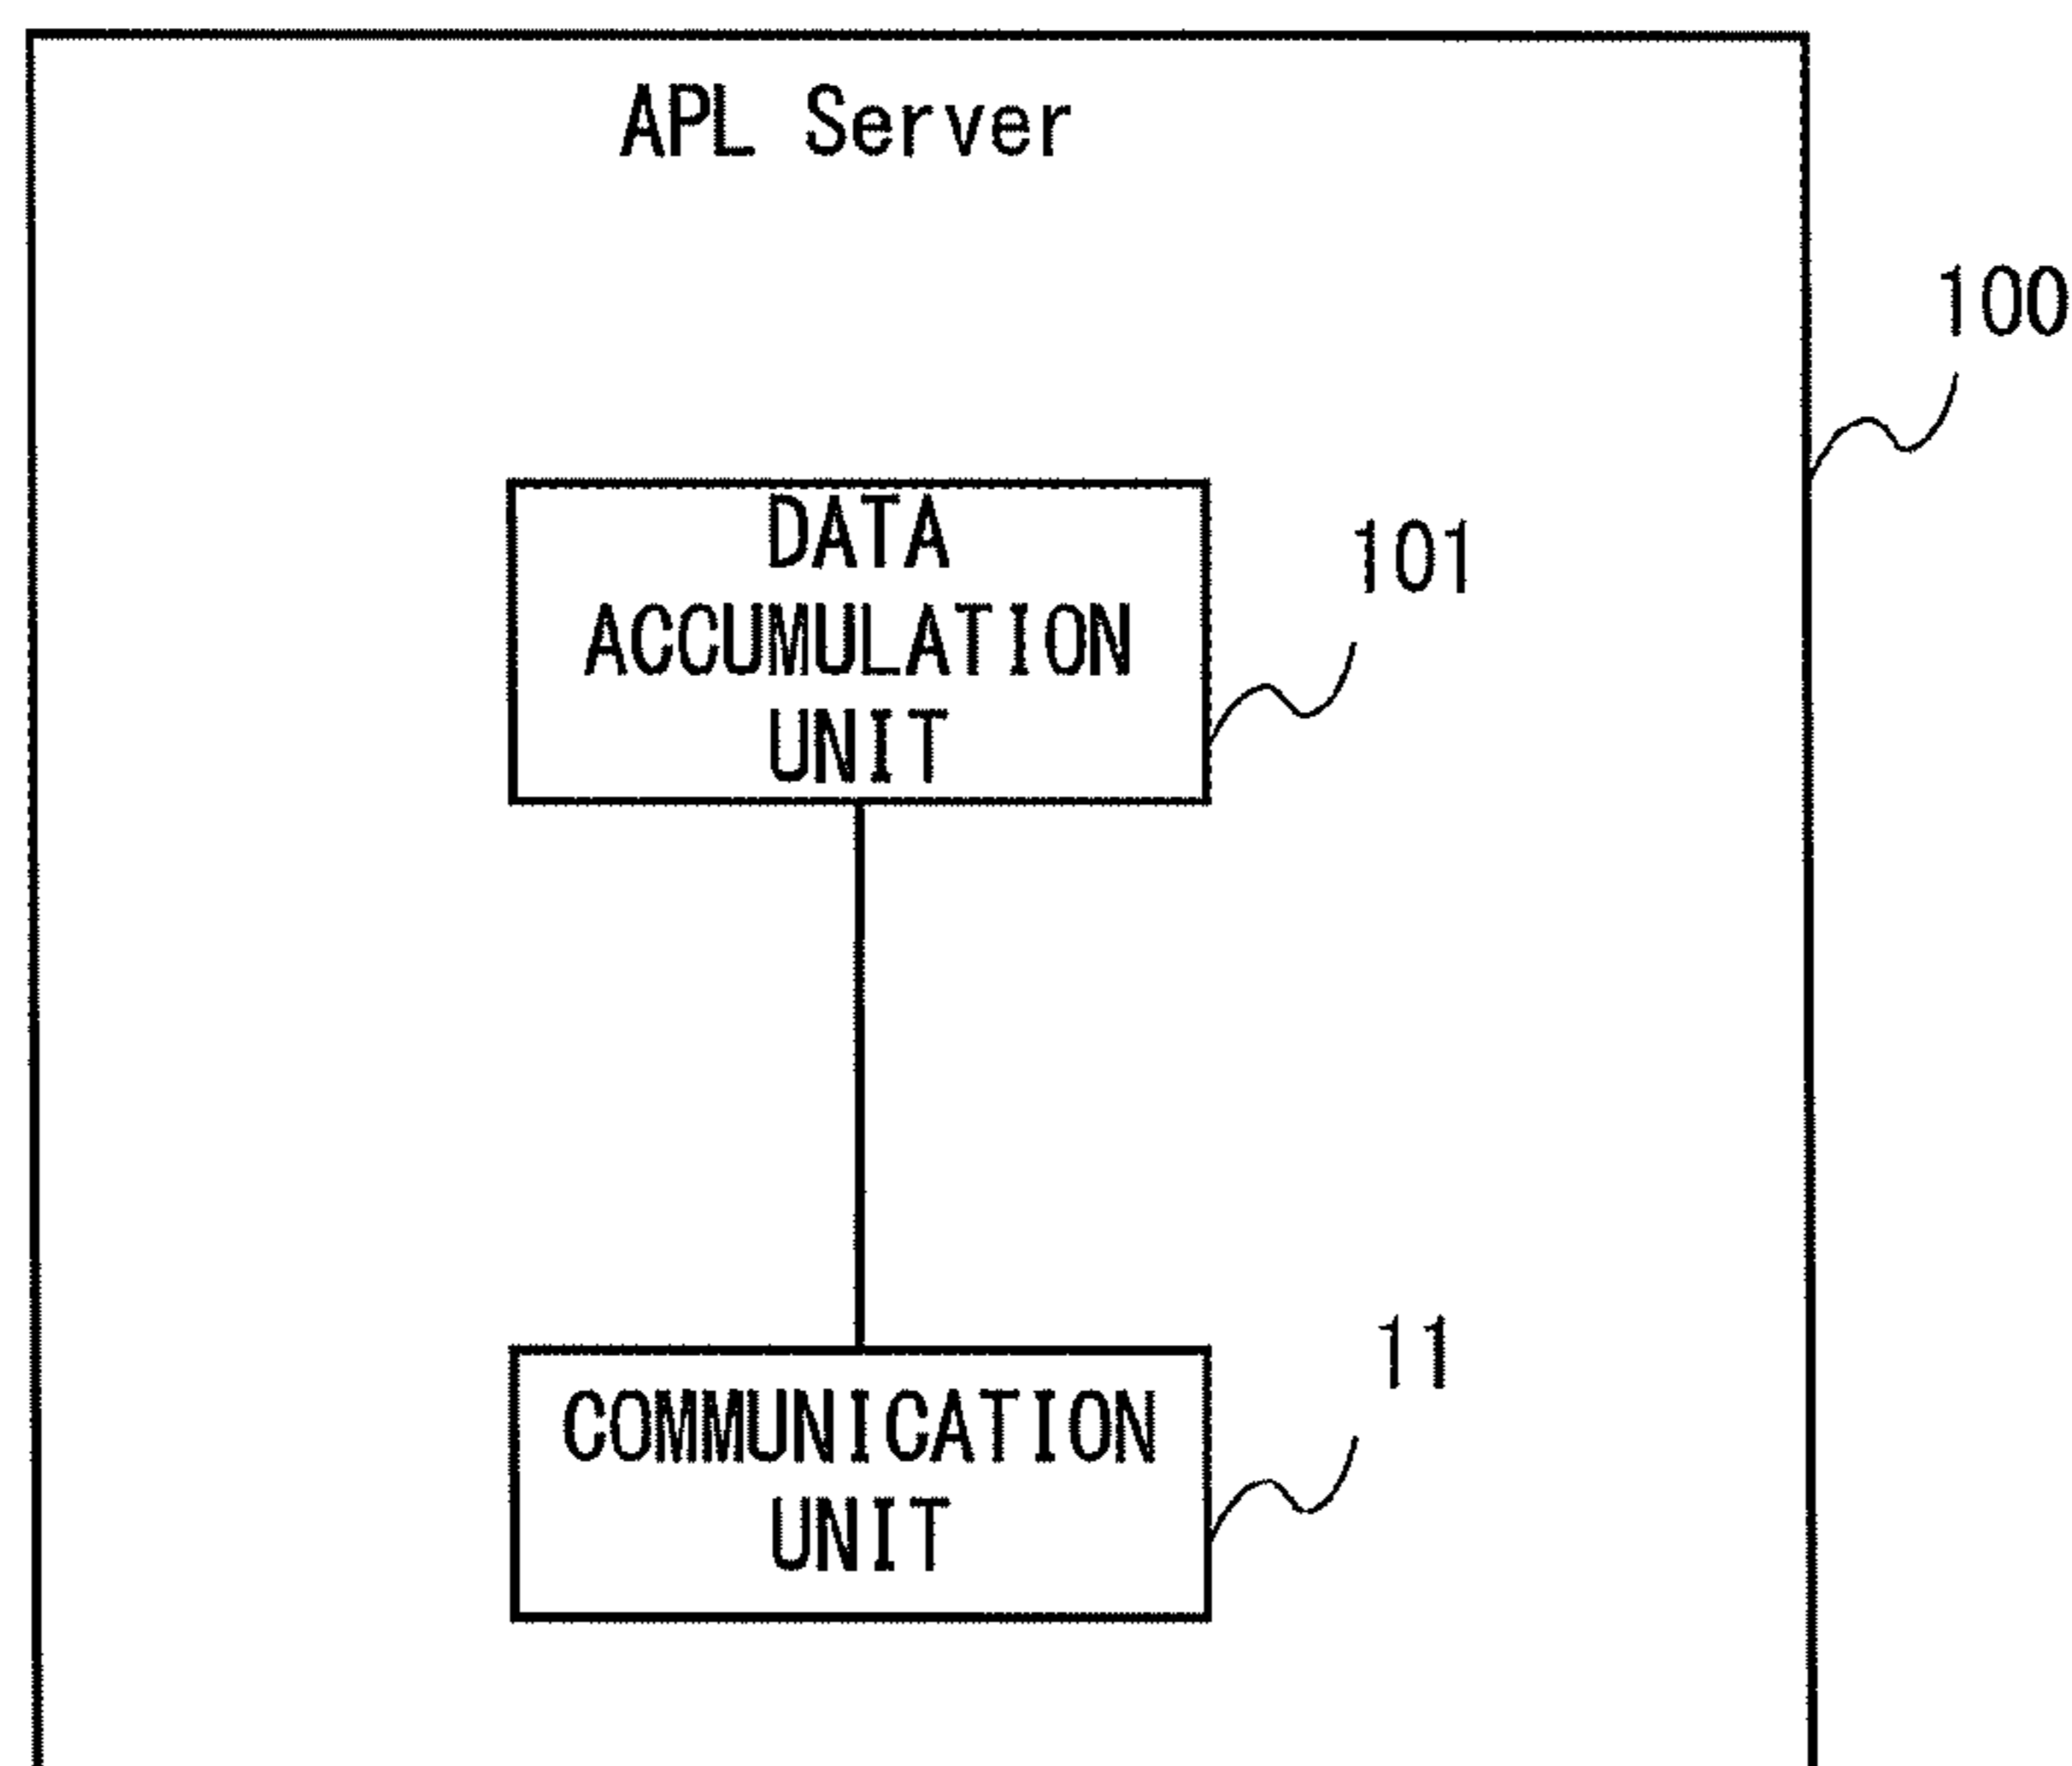 APL Server
100
DATA
ACCUMULATION
UNIT
101
COMMUNICATION
UNIT
11